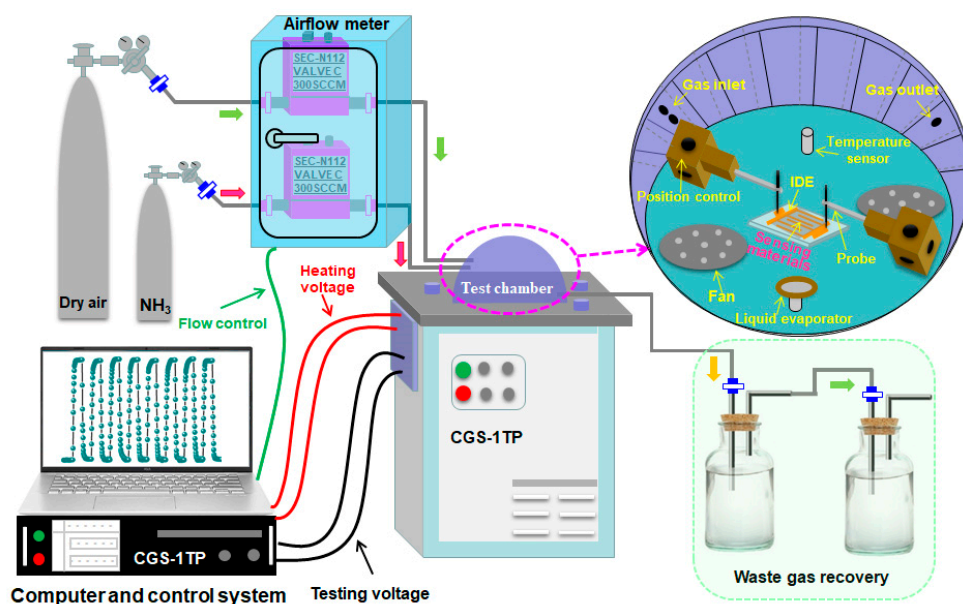 Airflow meter
SEC-N112
VALVEC
300SCCM
SEC-N112
VALVEC
300SCCM
Dry air
NH₃
Flow control
Heating
voltage
Test chamber
CGS-1TP
Gas inlet
Gas outlet
Temperature
sensor
Position control
IDE
Sensing
materials
Probe
Fan
Liquid evaporator
CGS-1TP
Computer and control system
Testing voltage
Waste gas recovery